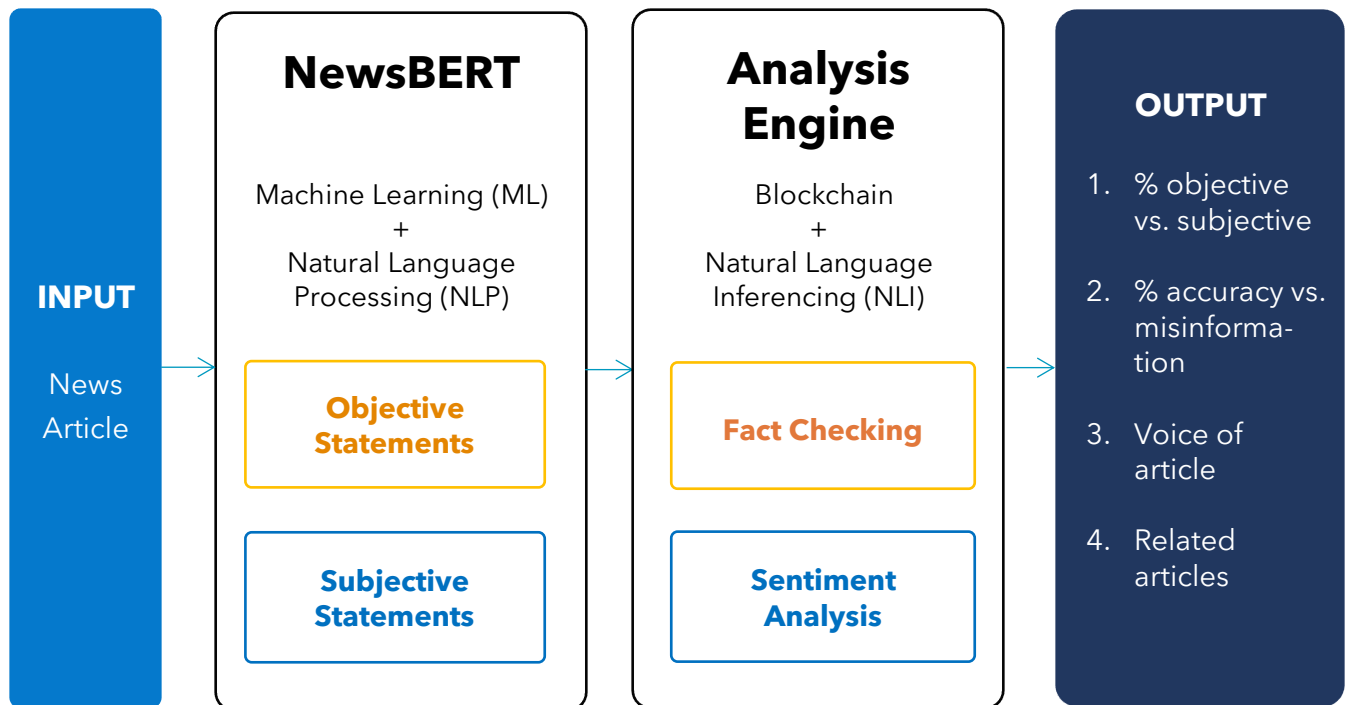 INPUT
News
Article
NewsBERT
Machine Learning (ML)
+
Natural Language
Processing (NLP)
Objective
Statements
Subjective
Statements
Analysis
Engine
Blockchain
+
Natural Language
Inferencing (NLI)
Fact Checking
Sentiment
Analysis
OUTPUT
1. % objective
vs. subjective
2. % accuracy vs.
misinforma-
tion
3. Voice of
article
4. Related
articles